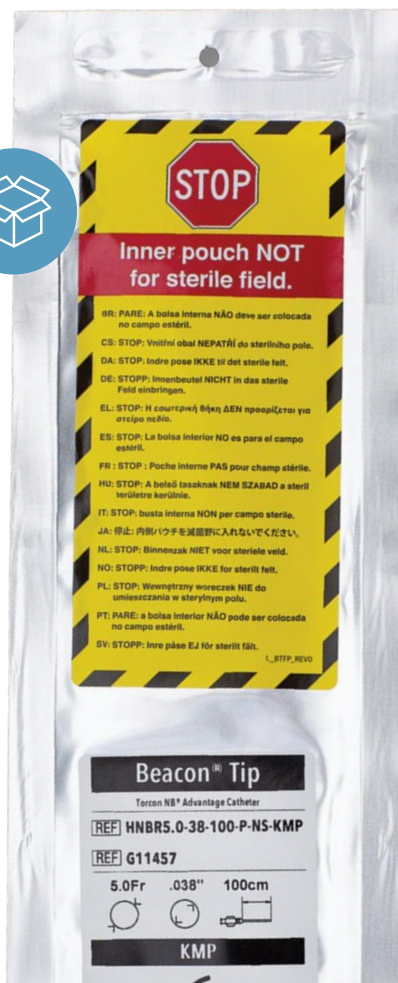 STOP
Inner pouch NOT
for sterile field.
BR: PARE: A bolsa interna NÃO deve ser colocada
no campo estéril.
CS: STOP: Vnitřní obal NEPATŘÍ do sterilního pole.
DA: STOP: Indre pose IKKE til det sterile felt.
DE: STOPP: Innenbeutel NICHT in das sterile
Feld einbringen.
EL: STOP: Η εσωτερική θήκη ΔΕΝ προορίζεται για
στείρο πεδίο.
ES: STOP: La bolsa interior NO es para el campo
estéril.
FR : STOP : Poche interne PAS pour champ stérile.
HU: STOP: A belső tasaknak NEM SZABAD a steril
területre kerülnie.
IT: STOP: busta interna NON per campo sterile.
JA: 停止: 内側パウチを滅菌野に入れないでください。
NL: STOP: Binnenzak NIET voor steriele veld.
NO: STOPP: Indre pose IKKE for sterilt felt.
PL: STOP: Wewnętrzny woreczek NIE do
umieszczania w sterylnym polu.
PT: PARE: a bolsa interior NÃO pode ser colocada
no campo estéril.
SV: STOPP: Inre påse EJ för sterilt fält.
L_BTFP_REV0
Beacon® Tip
Torcon NB® Advantage Catheter
REF HNBR5.0-38-100-P-NS-KMP
REF G11457
5.0Fr .038" 100cm
KMP